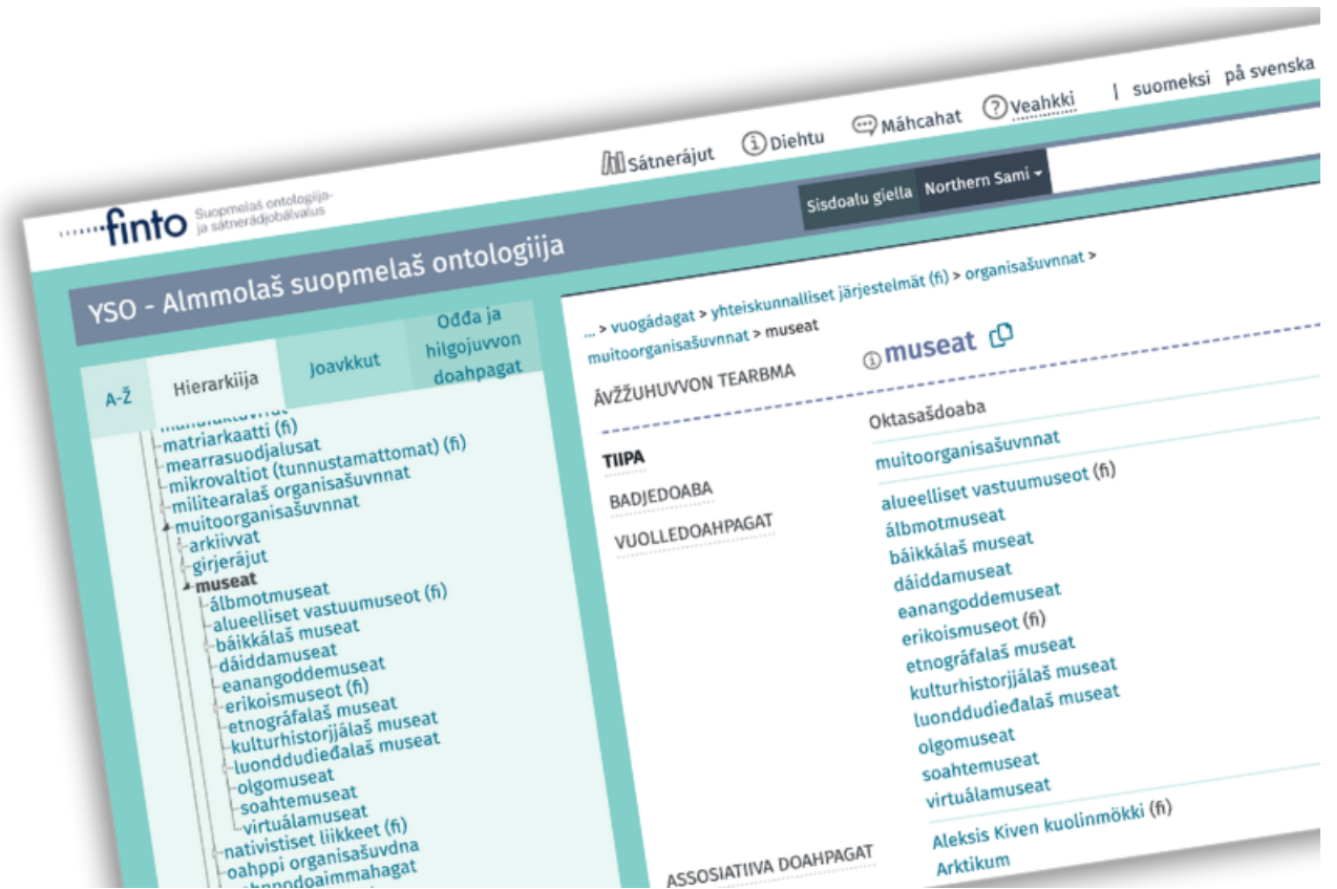 finto Suopmelaš ontologiija-
ja sátnerádjobálvalus
Sátnerájut Diehtu Máhcahat Veahkki | suomeksi på svenska
YSO - Almmolaš suopmelaš ontologiija
Sisdoalu giella Northern Sami
A-Ž
Hierarkiija
Joavkkut
Ođđa ja
hilgojuvvon
doahpagat
matriarkaatti (fi)
mearrasuodjalusat
mikrovaltiot (tunnustamattomat) (fi)
militearalaš organisašuvnnat
muitoorganisašuvnnat
arkiivvat
girjerájut
museat
álbmotmuseat
alueelliset vastuumuseot (fi)
báikkálaš museat
dáiddamuseat
eanangoddemuseat
erikoismuseot (fi)
etnográfalaš museat
kulturhistorjjálaš museat
luonddudieđalaš museat
olgomuseat
soahtemuseat
virtuálamuseat
nativistiset liikkeet (fi)
oahppi organisašuvdna
... > vuogádagat > yhteiskunnalliset järjestelmät (fi) > organisašuvnnat >
muitoorganisašuvnnat > museat
ÁVŽŽUHUVVON TEARBMA
museat
TIIPA
Oktasašdoaba
BADJEDOABA
muitoorganisašuvnnat
VUOLLEDOAHPAGAT
alueelliset vastuumuseot (fi)
álbmotmuseat
báikkálaš museat
dáiddamuseat
eanangoddemuseat
erikoismuseot (fi)
etnográfalaš museat
kulturhistorjjálaš museat
luonddudieđalaš museat
olgomuseat
soahtemuseat
virtuálamuseat
ASSOSIATIIVA DOAHPAGAT
Aleksis Kiven kuolinmökki (fi)
Arktikum